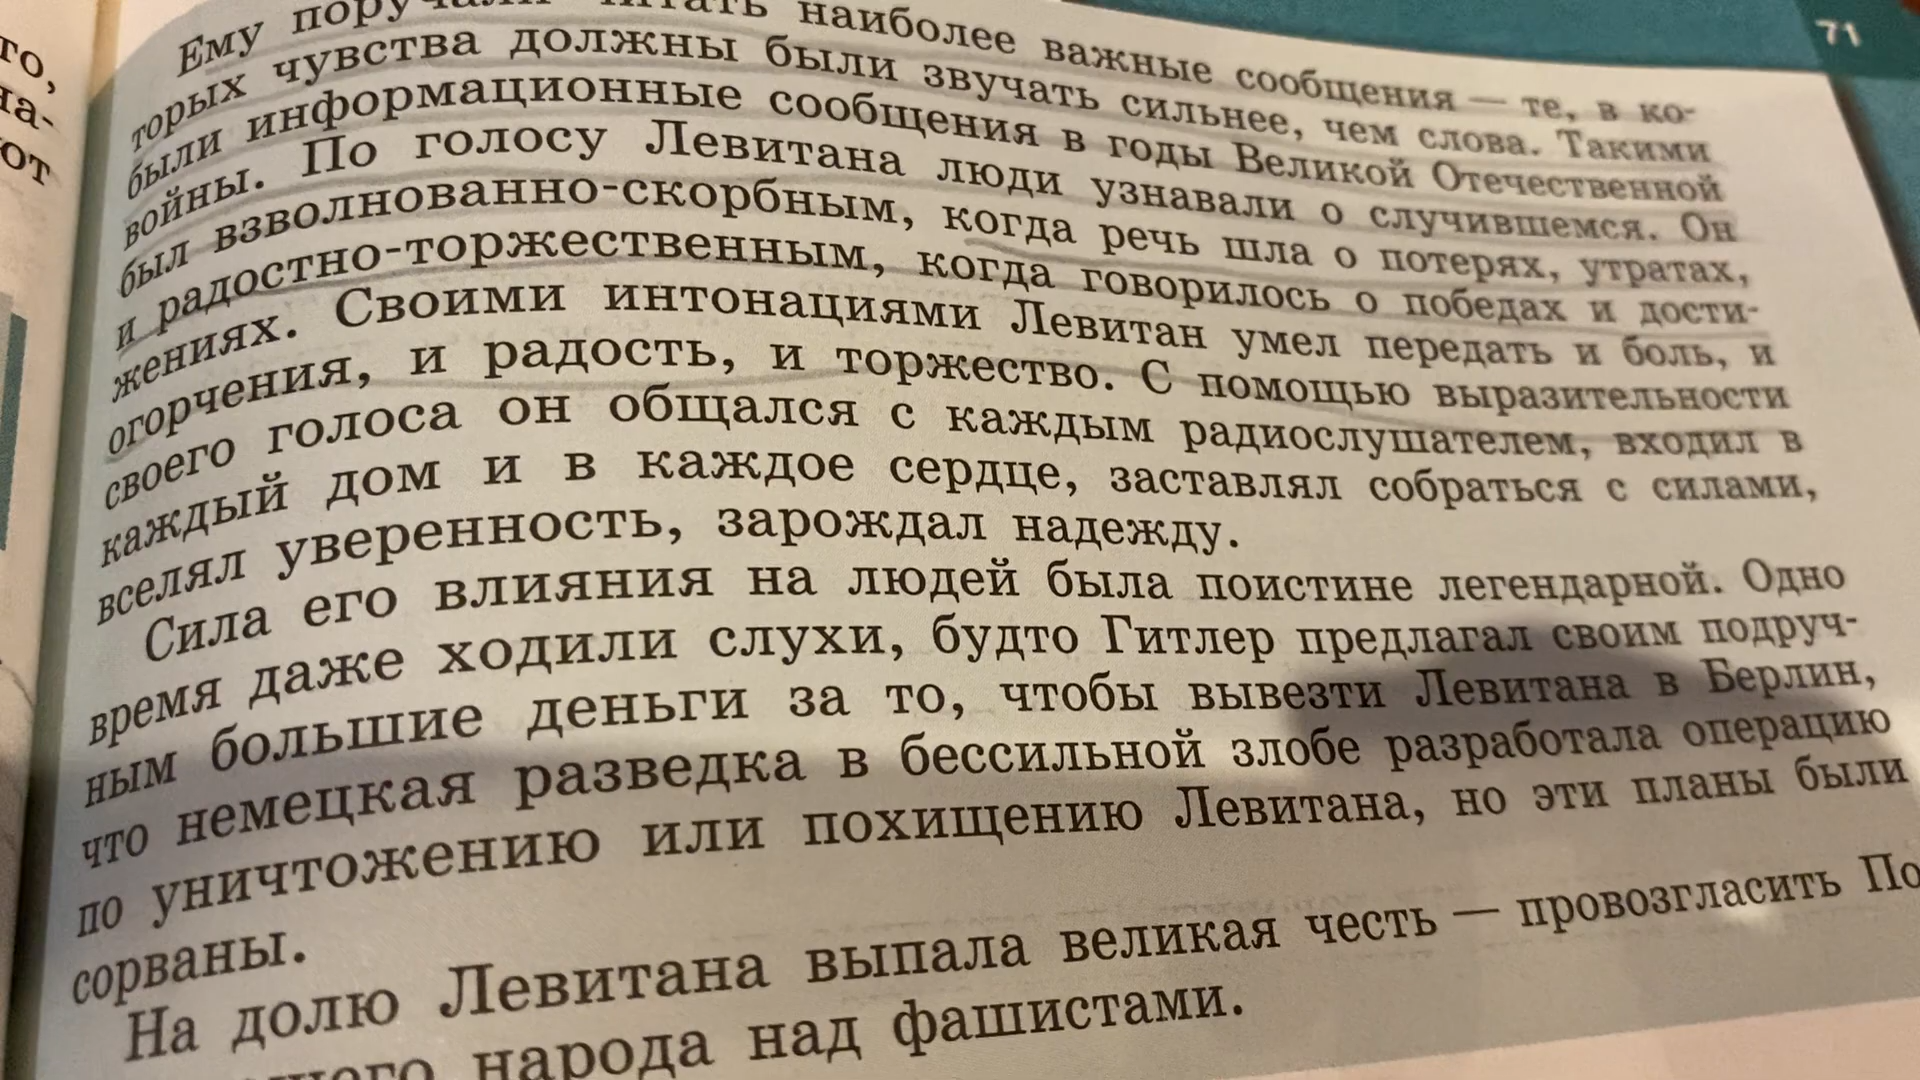 71
то,
на-
ют
Ему поручали читать наиболее важные сообщения — те, в ко-
торых чувства должны были звучать сильнее, чем слова. Такими
были информационные сообщения в годы Великой Отечественной
войны. По голосу Левитана люди узнавали о случившемся. Он
был взволнованно-скорбным, когда речь шла о потерях, утратах,
и радостно-торжественным, когда говорилось о победах и дости-
жениях. Своими интонациями Левитан умел передать и боль, и
огорчения, и радость, и торжество. С помощью выразительности
своего голоса он общался с каждым радиослушателем, входил в
каждый дом и в каждое сердце, заставлял собраться с силами,
вселял уверенность, зарождал надежду.
Сила его влияния на людей была поистине легендарной. Одно
время даже ходили слухи, будто Гитлер предлагал своим подруч-
ным большие деньги за то, чтобы вывезти Левитана в Берлин,
что немецкая разведка в бессильной злобе разработала операцию
по уничтожению или похищению Левитана, но эти планы были
сорваны.
На долю Левитана выпала великая честь — провозгласить По
народа над фашистами.